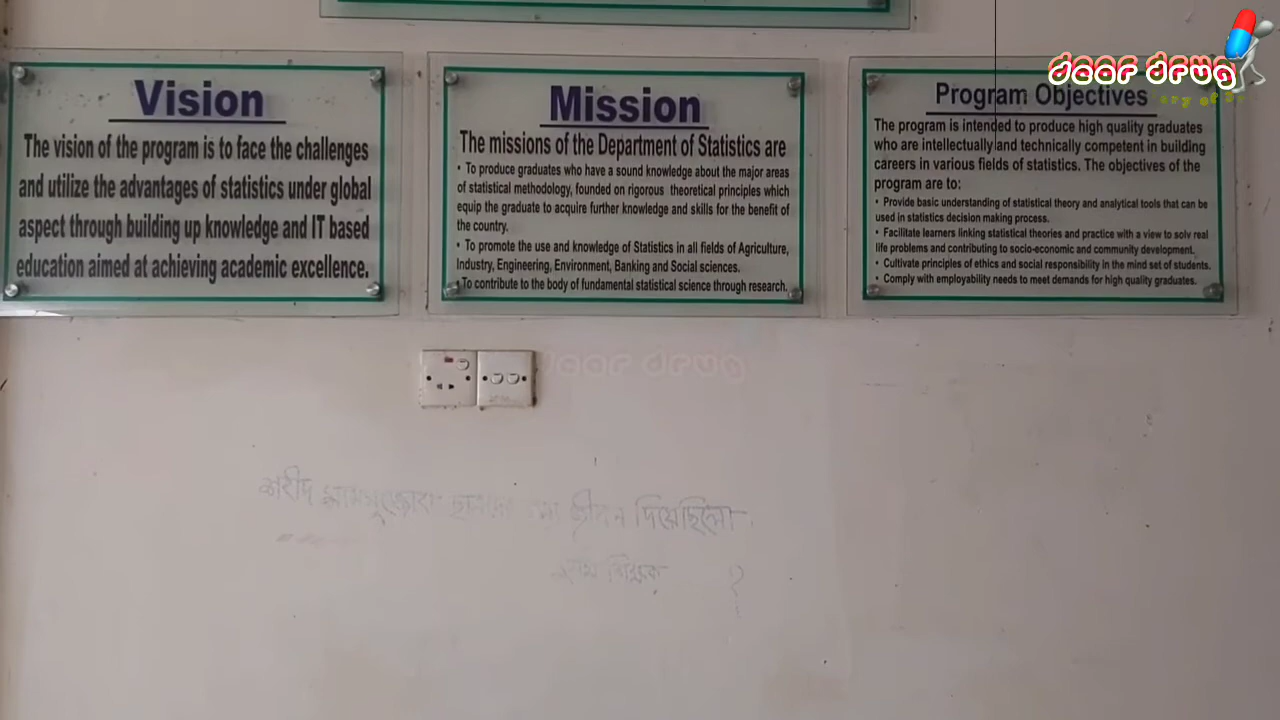 daar drug
Vision
The vision of the program is to face the challenges
and utilize the advantages of statistics under global
aspect through building up knowledge and IT based
education aimed at achieving academic excellence.
Mission
The missions of the Department of Statistics are
• To produce graduates who have a sound knowledge about the major areas
of statistical methodology, founded on rigorous theoretical principles which
equip the graduate to acquire further knowledge and skills for the benefit of
the country.
• To promote the use and knowledge of Statistics in all fields of Agriculture,
Industry, Engineering, Environment, Banking and Social sciences.
• To contribute to the body of fundamental statistical science through research.
Program Objectives
The program is intended to produce high quality graduates
who are intellectually and technically competent in building
careers in various fields of statistics. The objectives of the
program are to:
• Provide basic understanding of statistical theory and analytical tools that can be
used in statistics decision making process.
• Facilitate learners linking statistical theories and practice with a view to solv real
life problems and contributing to socio-economic and community development.
• Cultivate principles of ethics and social responsibility in the mind set of students.
• Comply with employability needs to meet demands for high quality graduates.
daar drug
শহীদ জীবন দিয়েছিলো
শিক্ষক ?